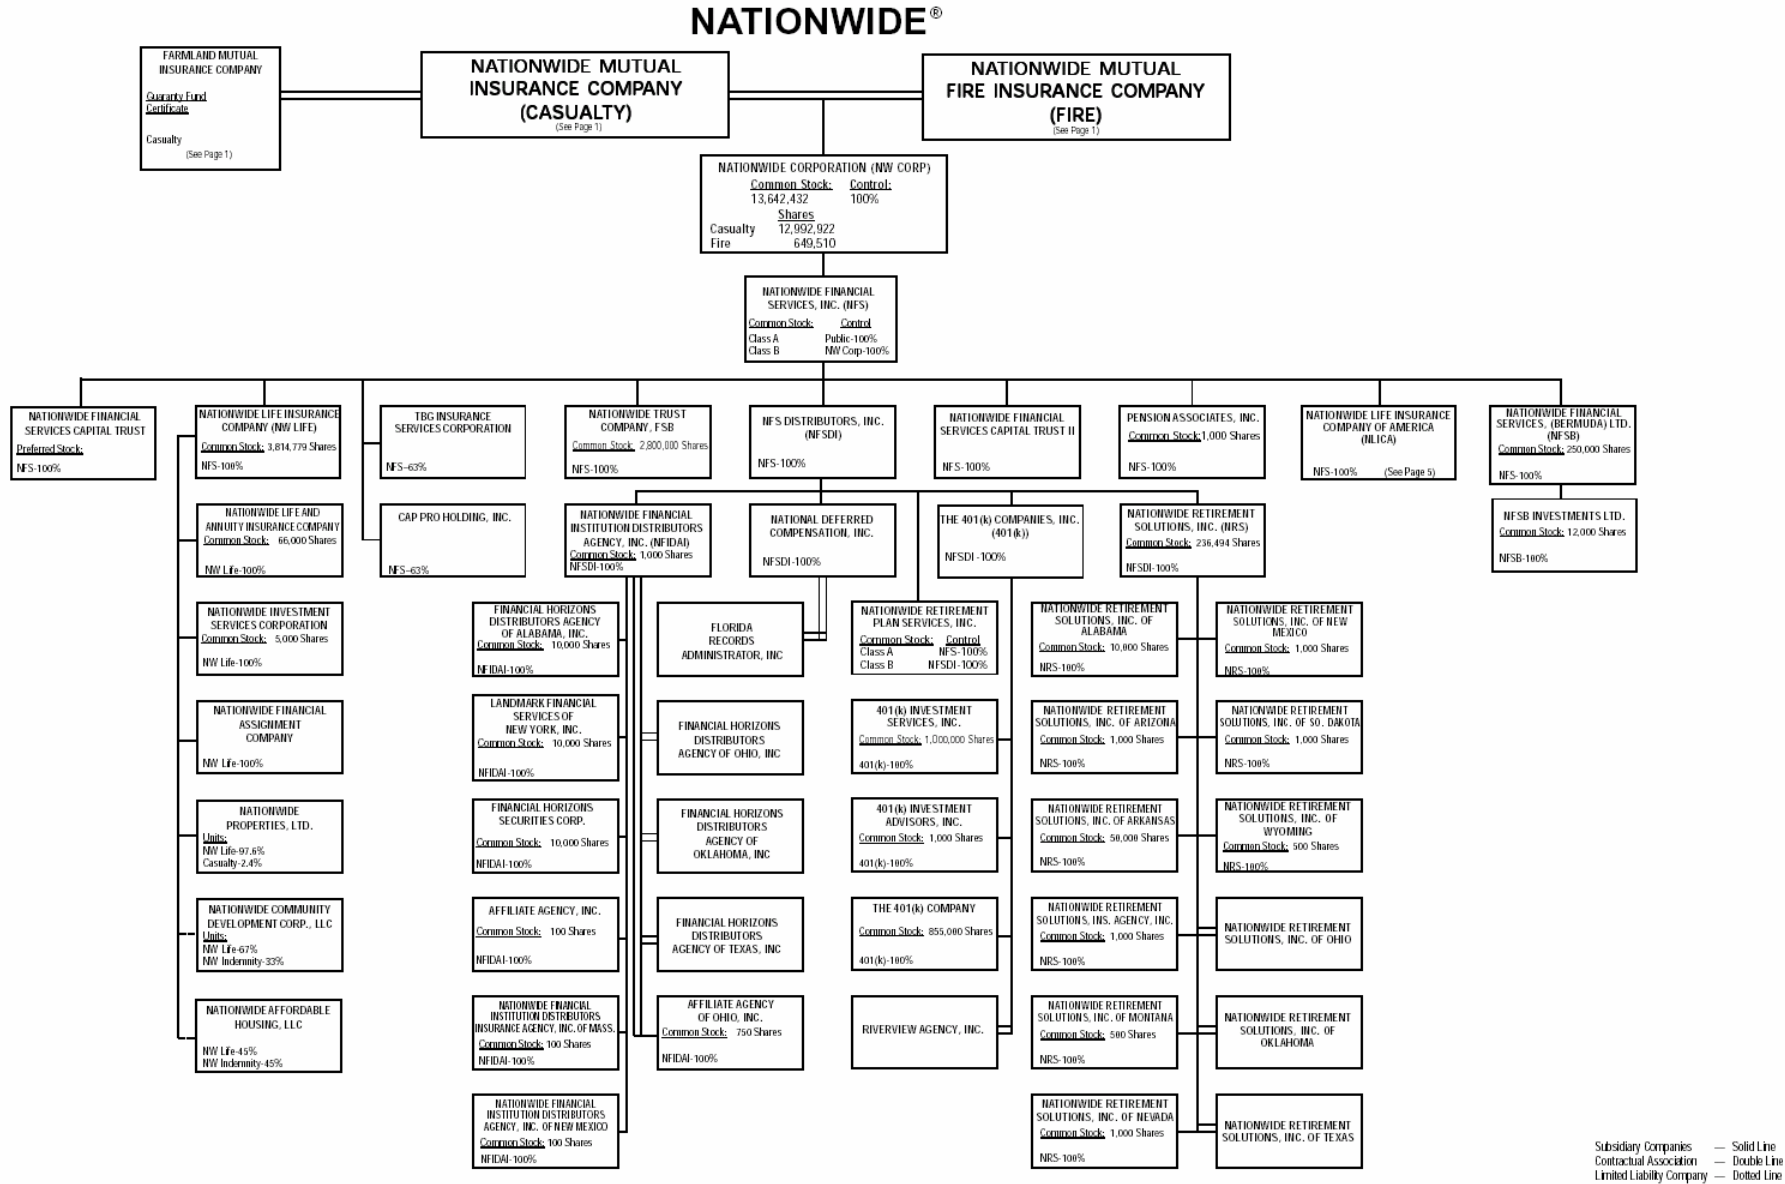 NATIONWIDE®
FARMLAND MUTUAL
INSURANCE COMPANY
Guaranty Fund
Certificate
Casualty
(See Page 1)
NATIONWIDE MUTUAL
INSURANCE COMPANY
(CASUALTY)
(See Page 1)
NATIONWIDE MUTUAL
FIRE INSURANCE COMPANY
(FIRE)
(See Page 1)
NATIONWIDE CORPORATION (NW CORP)
Common Stock: Control:
13,642,432 100%
Shares
Casualty 12,992,922
Fire 649,510
NATIONWIDE FINANCIAL
SERVICES, INC. (NFS)
Common Stock: Control
Class A Public-100%
Class B NW Corp-100%
NATIONWIDE FINANCIAL
SERVICES CAPITAL TRUST
Preferred Stock:
NFS-100%
NATIONWIDE LIFE INSURANCE
COMPANY (NW LIFE)
Common Stock: 3,814,779 Shares
NFS-100%
TBG INSURANCE
SERVICES CORPORATION
NFS-63%
NATIONWIDE TRUST
COMPANY, FSB
Common Stock: 2,800,000 Shares
NFS-100%
NFS DISTRIBUTORS, INC.
(NFSDI)
NFS-100%
NATIONWIDE FINANCIAL
SERVICES CAPITAL TRUST II
NFS-100%
PENSION ASSOCIATES, INC.
Common Stock:1,000 Shares
NFS-100%
NATIONWIDE LIFE INSURANCE
COMPANY OF AMERICA
(NLICA)
NFS-100% (See Page 5)
NATIONWIDE FINANCIAL
SERVICES, (BERMUDA) LTD.
(NFSB)
Common Stock: 250,000 Shares
NFS-100%
NATIONWIDE LIFE AND
ANNUITY INSURANCE COMPANY
Common Stock: 66,000 Shares
NW Life-100%
CAP PRO HOLDING, INC.
NFS-63%
NATIONWIDE FINANCIAL
INSTITUTION DISTRIBUTORS
AGENCY, INC. (NFIDAI)
Common Stock: 1,000 Shares
NFSDI-100%
NATIONAL DEFERRED
COMPENSATION, INC.
NFSDI-100%
THE 401(k) COMPANIES, INC.
(401(k))
NFSDI -100%
NATIONWIDE RETIREMENT
SOLUTIONS, INC. (NRS)
Common Stock: 236,494 Shares
NFSDI-100%
NFSB INVESTMENTS LTD.
Common Stock: 12,000 Shares
NFSB-100%
NATIONWIDE INVESTMENT
SERVICES CORPORATION
Common Stock: 5,000 Shares
NW Life-100%
FINANCIAL HORIZONS
DISTRIBUTORS AGENCY
OF ALABAMA, INC.
Common Stock: 10,000 Shares
NFIDAI-100%
FLORIDA
RECORDS
ADMINISTRATOR, INC
NATIONWIDE RETIREMENT
PLAN SERVICES, INC.
Common Stock: Control
Class A NFS-100%
Class B NFSDI-100%
NATIONWIDE RETIREMENT
SOLUTIONS, INC. OF
ALABAMA
Common Stock: 10,000 Shares
NRS-100%
NATIONWIDE RETIREMENT
SOLUTIONS, INC. OF NEW
MEXICO
Common Stock: 1,000 Shares
NRS-100%
NATIONWIDE FINANCIAL
ASSIGNMENT
COMPANY
NW Life-100%
LANDMARK FINANCIAL
SERVICES OF
NEW YORK, INC.
Common Stock: 10,000 Shares
NFIDAI-100%
FINANCIAL HORIZONS
DISTRIBUTORS
AGENCY OF OHIO, INC
401(k) INVESTMENT
SERVICES, INC.
Common Stock: 1,000,000 Shares
401(k)-100%
NATIONWIDE RETIREMENT
SOLUTIONS, INC. OF ARIZONA
Common Stock: 1,000 Shares
NRS-100%
NATIONWIDE RETIREMENT
SOLUTIONS, INC. OF SO. DAKOTA
Common Stock: 1,000 Shares
NRS-100%
NATIONWIDE
PROPERTIES, LTD.
Units:
NW Life-97.6%
Casualty-2.4%
FINANCIAL HORIZONS
SECURITIES CORP.
Common Stock: 10,000 Shares
NFIDAI-100%
FINANCIAL HORIZONS
DISTRIBUTORS
AGENCY OF
OKLAHOMA, INC
401(k) INVESTMENT
ADVISORS, INC.
Common Stock: 1,000 Shares
401(k)-100%
NATIONWIDE RETIREMENT
SOLUTIONS, INC. OF ARKANSAS
Common Stock: 50,000 Shares
NRS-100%
NATIONWIDE RETIREMENT
SOLUTIONS, INC. OF
WYOMING
Common Stock: 500 Shares
NRS-100%
NATIONWIDE COMMUNITY
DEVELOPMENT CORP., LLC
Units:
NW Life-67%
NW Indemnity-33%
AFFILIATE AGENCY, INC.
Common Stock: 100 Shares
NFIDAI-100%
FINANCIAL HORIZONS
DISTRIBUTORS
AGENCY OF TEXAS, INC
THE 401(k) COMPANY
Common Stock: 855,000 Shares
401(k)-100%
NATIONWIDE RETIREMENT
SOLUTIONS, INS. AGENCY, INC.
Common Stock: 1,000 Shares
NRS-100%
NATIONWIDE RETIREMENT
SOLUTIONS, INC. OF OHIO
NATIONWIDE AFFORDABLE
HOUSING, LLC
NW Life-45%
NW Indemnity-45%
NATIONWIDE FINANCIAL
INSTITUTION DISTRIBUTORS
INSURANCE AGENCY, INC. OF MASS.
Common Stock: 100 Shares
NFIDAI-100%
AFFILIATE AGENCY
OF OHIO, INC.
Common Stock: 750 Shares
NFIDAI-100%
RIVERVIEW AGENCY, INC.
NATIONWIDE RETIREMENT
SOLUTIONS, INC. OF MONTANA
Common Stock: 500 Shares
NRS-100%
NATIONWIDE RETIREMENT
SOLUTIONS, INC. OF
OKLAHOMA
NATIONWIDE FINANCIAL
INSTITUTION DISTRIBUTORS
AGENCY, INC. OF NEW MEXICO
Common Stock: 100 Shares
NFIDAI-100%
NATIONWIDE RETIREMENT
SOLUTIONS, INC. OF NEVADA
Common Stock: 1,000 Shares
NRS-100%
NATIONWIDE RETIREMENT
SOLUTIONS, INC. OF TEXAS
Subsidiary Companies — Solid Line
Contractual Association — Double Line
Limited Liability Company — Dotted Line